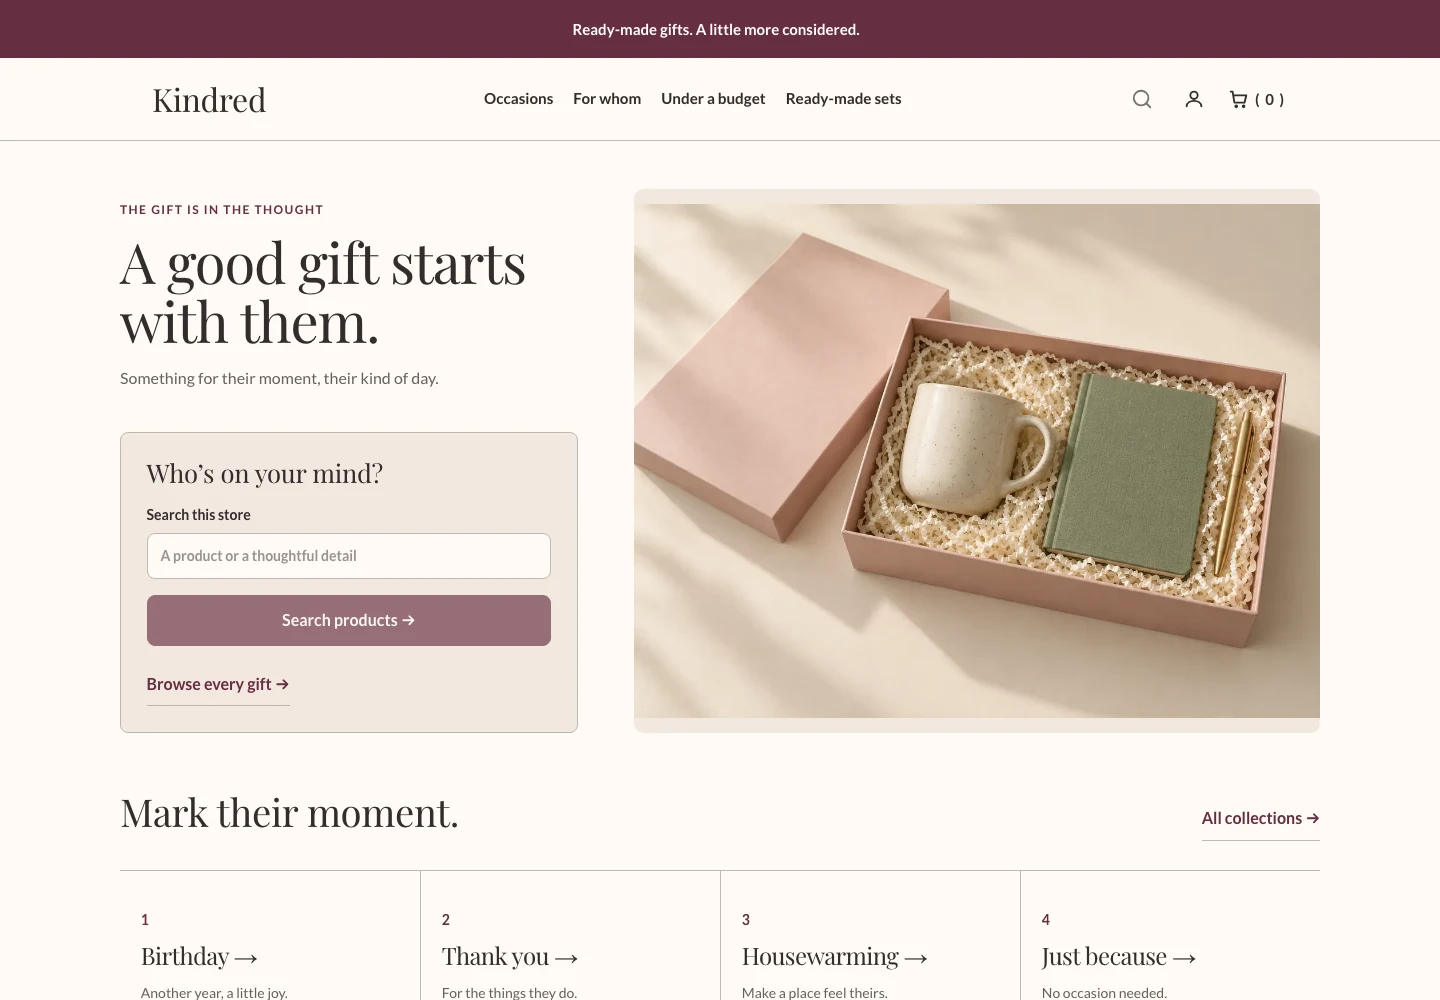 Ready-made gifts. A little more considered.
Kindred
Occasions
For whom
Under a budget
Ready-made sets
( 0 )
THE GIFT IS IN THE THOUGHT
A good gift starts
with them.
Something for their moment, their kind of day.
Who’s on your mind?
Search this store
A product or a thoughtful detail
Search products →
Browse every gift →
Mark their moment.
All collections →
1
Birthday →
Another year, a little joy.
2
Thank you →
For the things they do.
3
Housewarming →
Make a place feel theirs.
4
Just because →
No occasion needed.